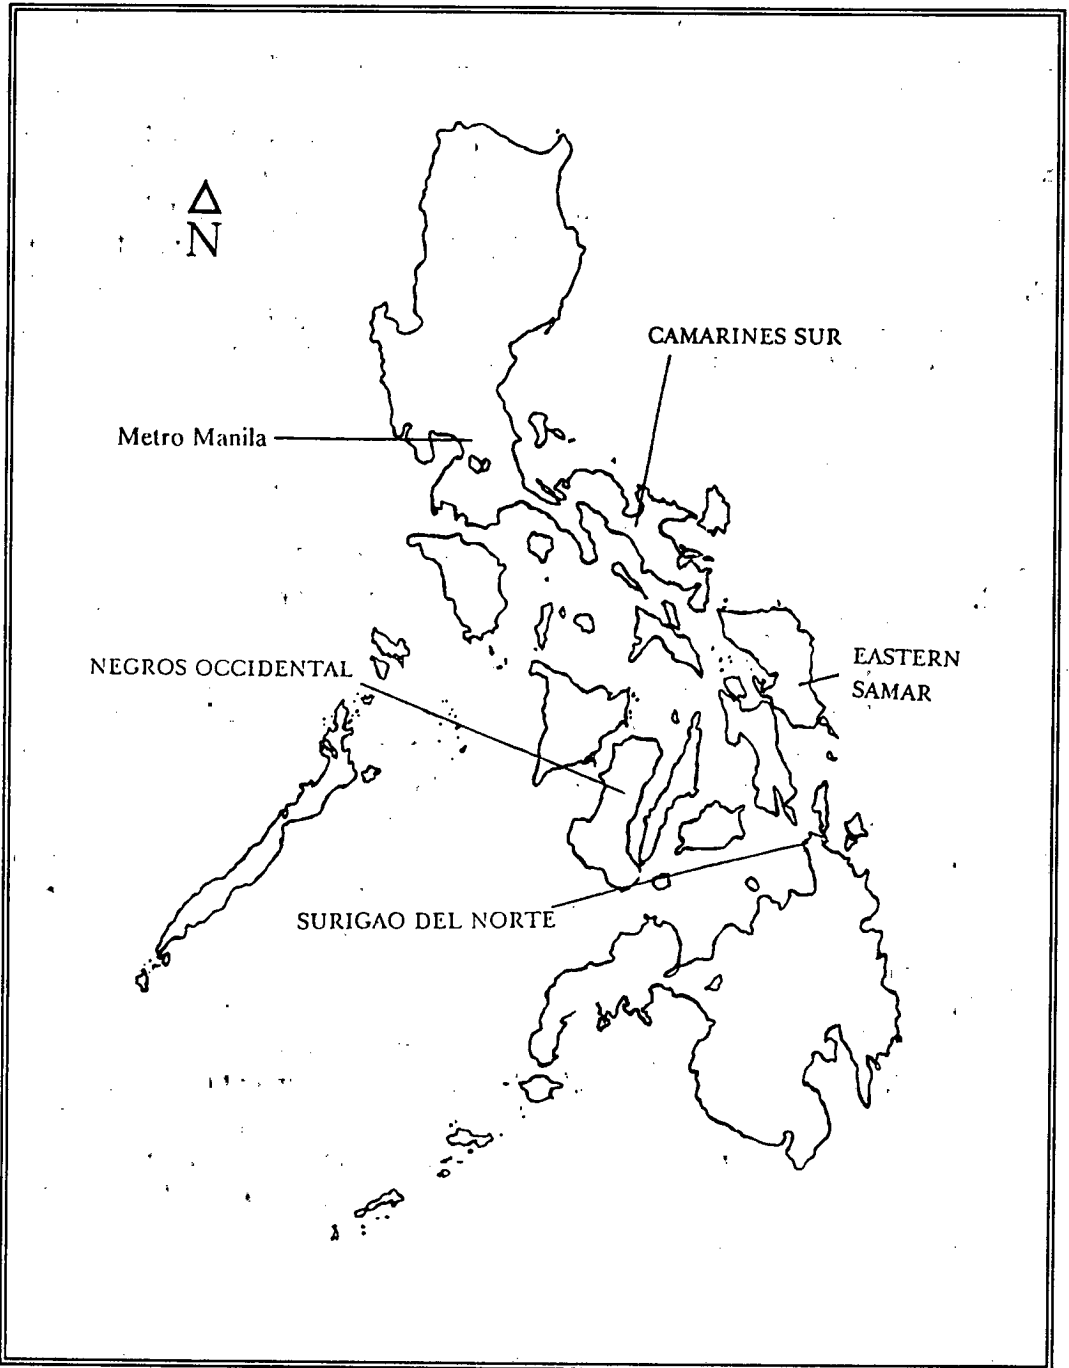 N
CAMARINES SUR
Metro Manila
NEGROS OCCIDENTAL
EASTERN
SAMAR
SURIGAO DEL NORTE